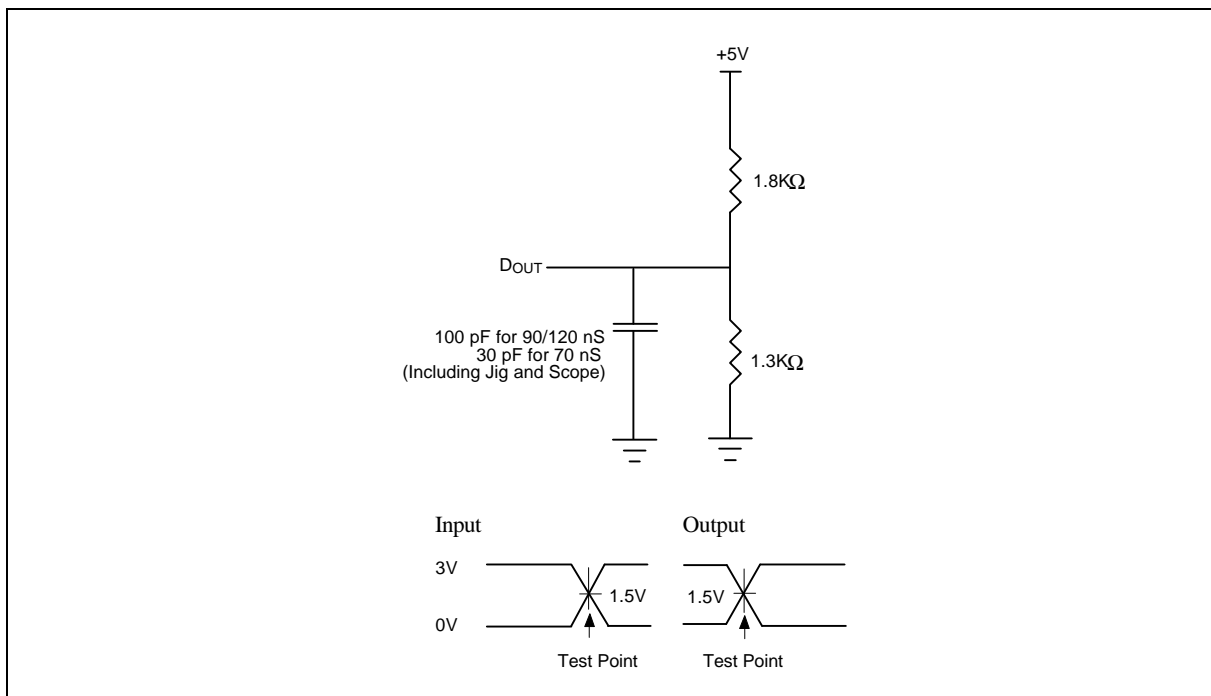 +5V
1.8KΩ
DOUT
100 pF for 90/120 nS
30 pF for 70 nS
(Including Jig and Scope)
1.3KΩ
Input
Output
3V
1.5V
1.5V
0V
Test Point
Test Point